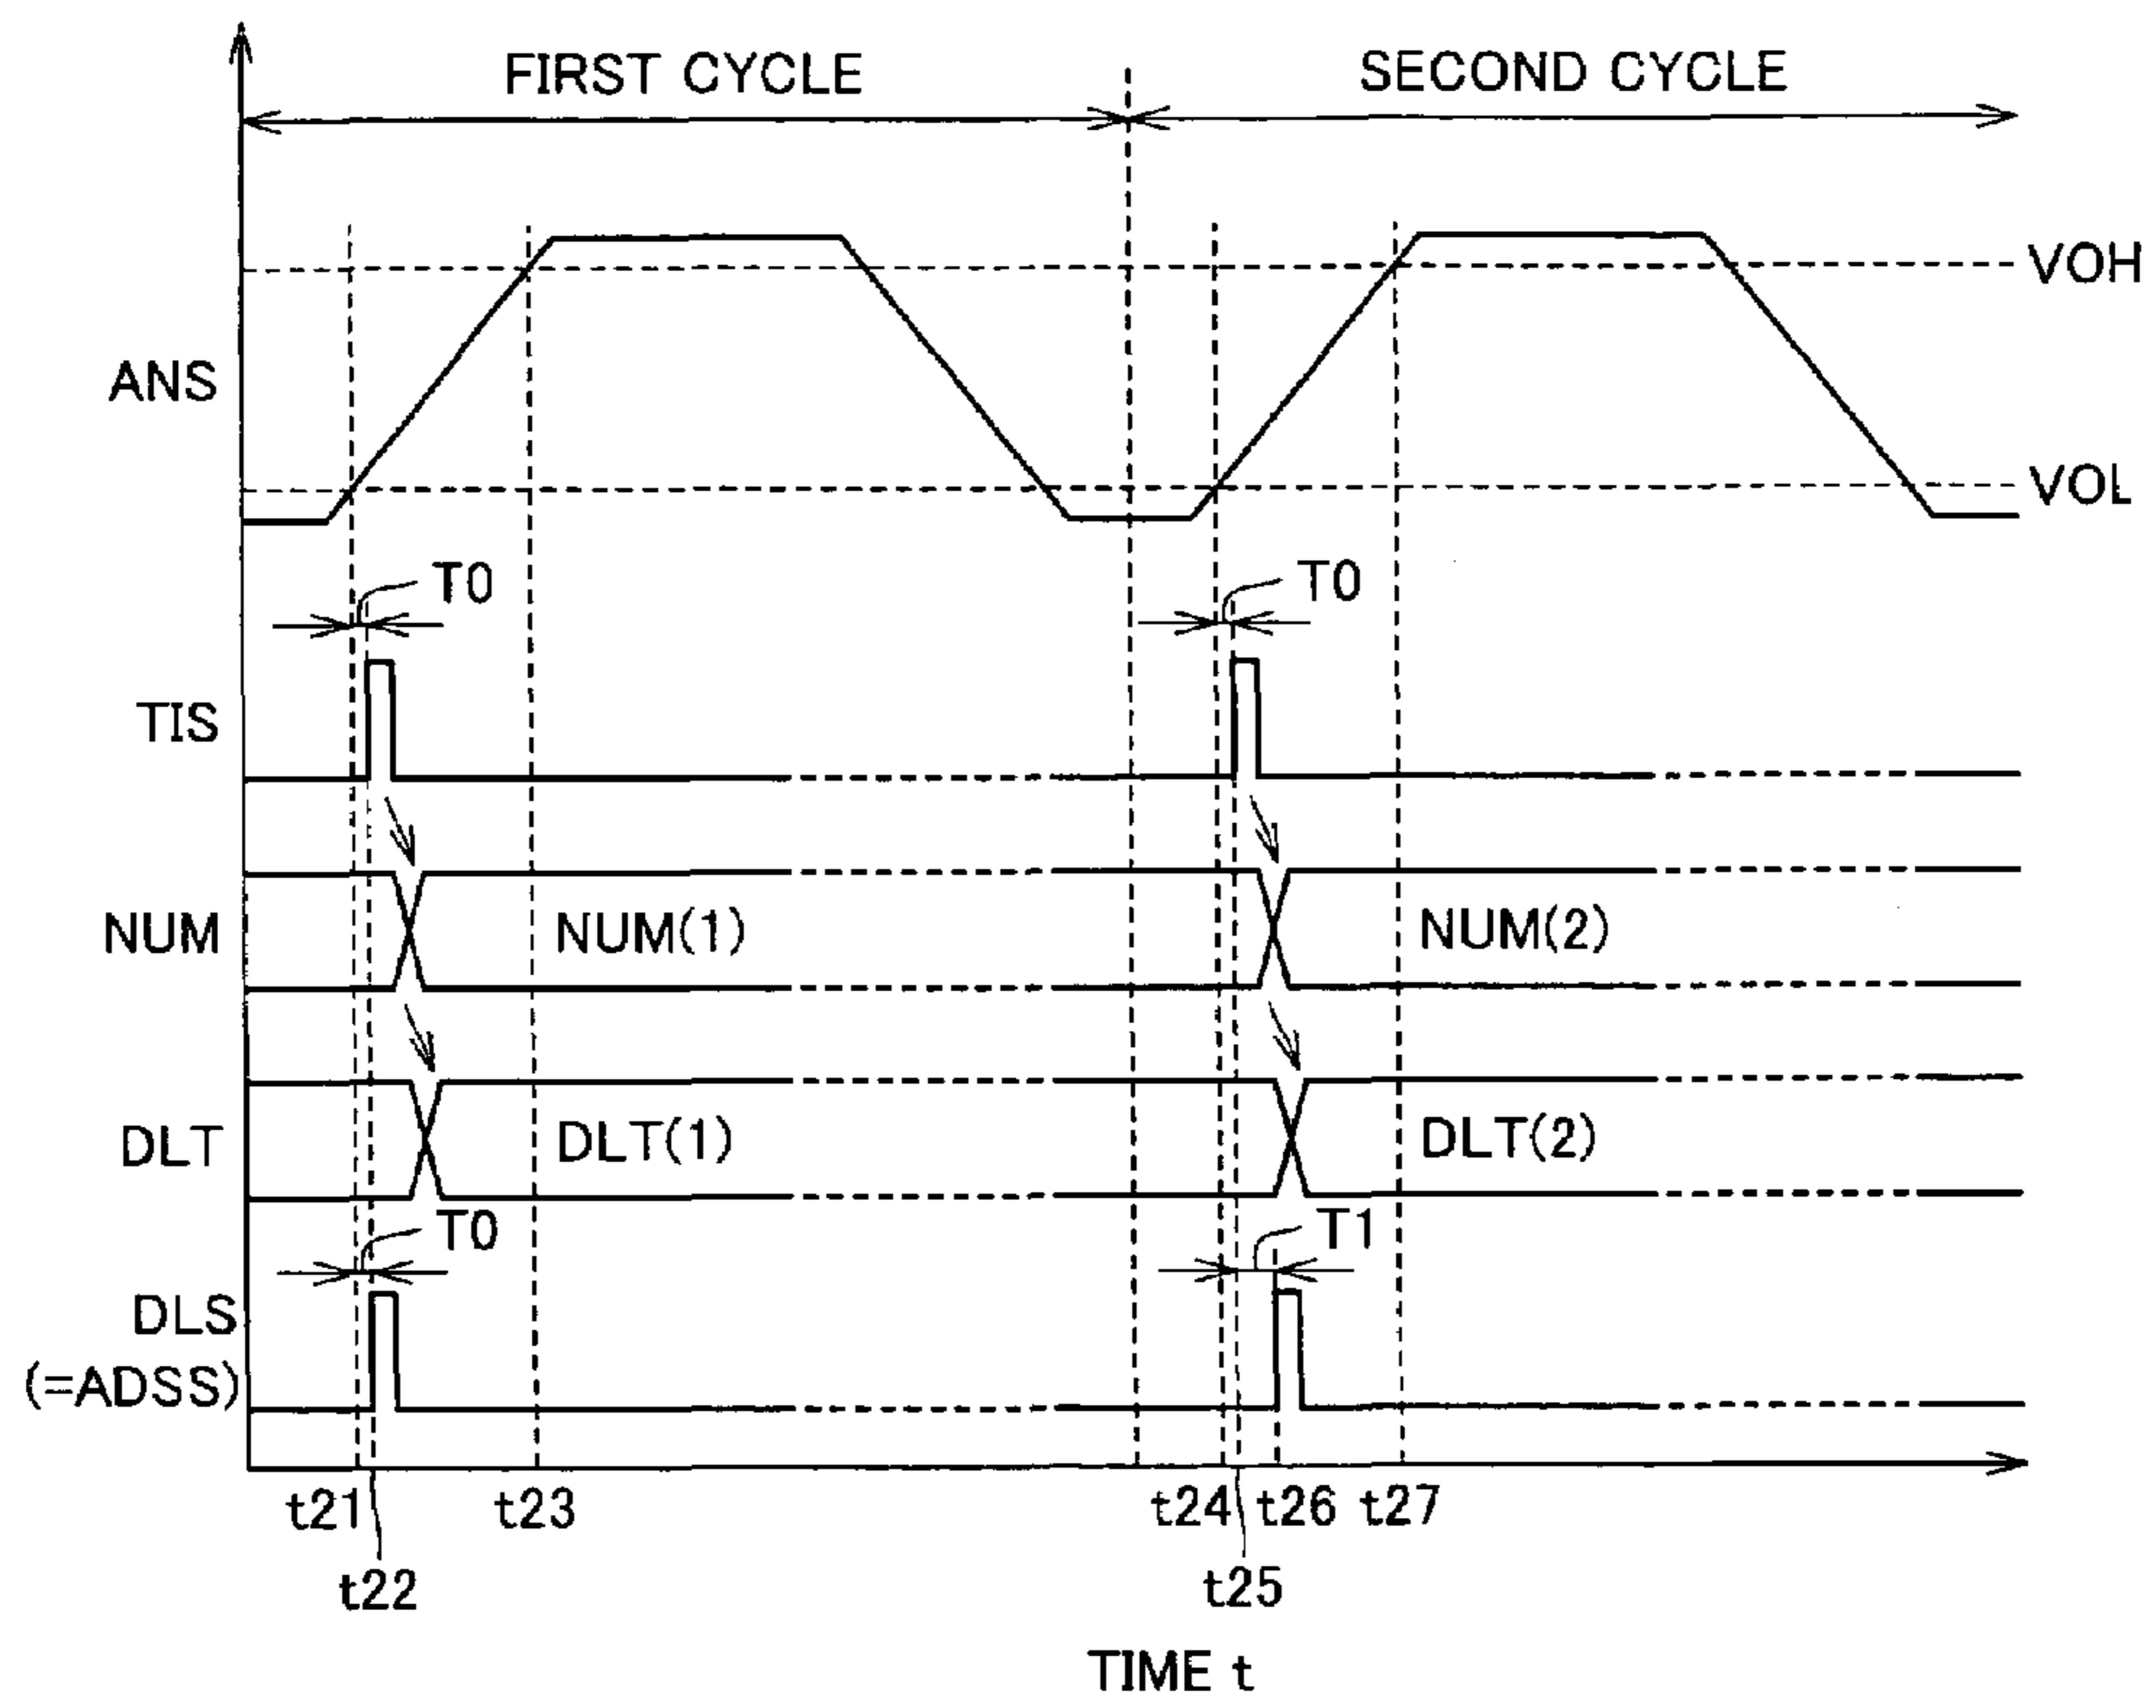 FIRST CYCLE SECOND CYCLE
VOH
ANS
VOL
T0 T0
TIS
NUM NUM(1) NUM(2)
DLT DLT(1) DLT(2)
T0 T1
DLS
(=ADSS)
t21 t23 t24 t26 t27
t22 t25
TIME t